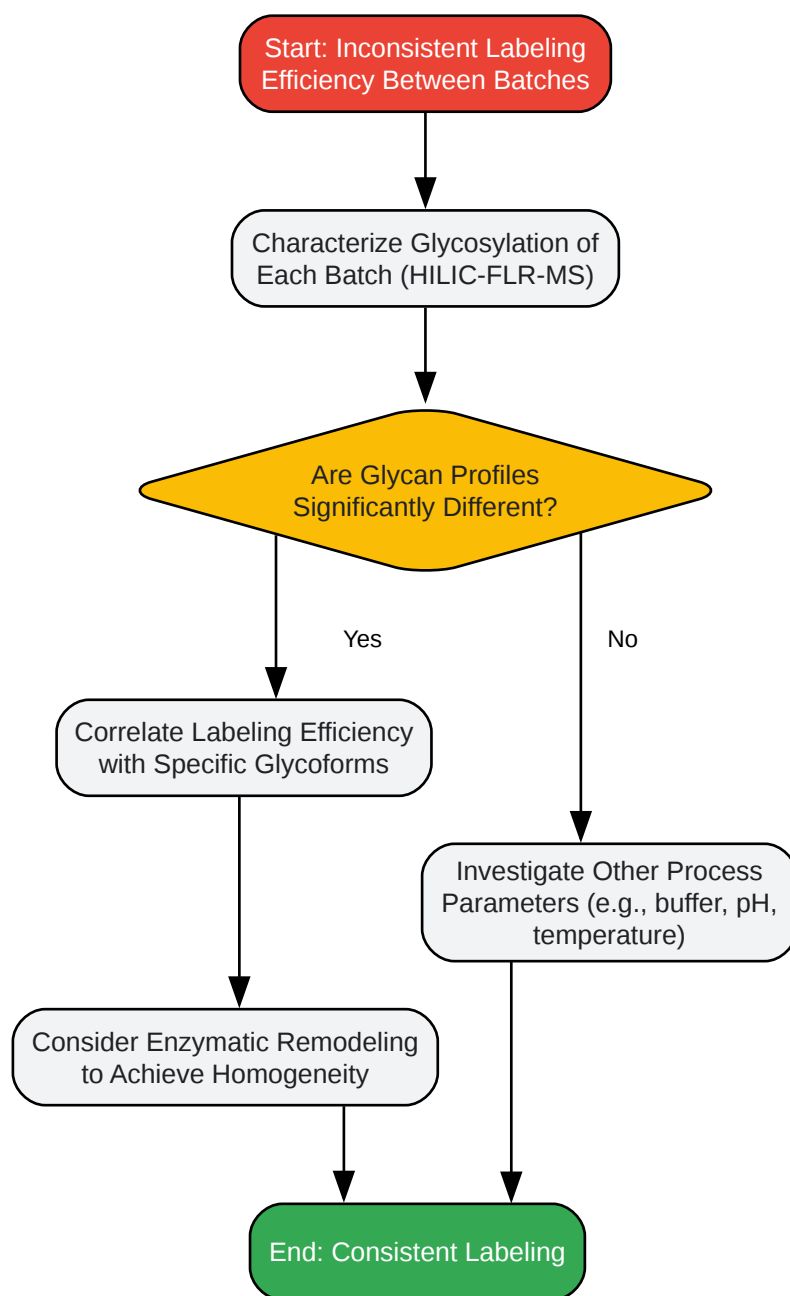 Start: Inconsistent Labeling
Efficiency Between Batches
Characterize Glycosylation of
Each Batch (HILIC-FLR-MS)
Are Glycan Profiles
Significantly Different?
Yes
No
Correlate Labeling Efficiency
with Specific Glycoforms
Investigate Other Process
Parameters (e.g., buffer, pH,
temperature)
Consider Enzymatic Remodeling
to Achieve Homogeneity
End: Consistent Labeling